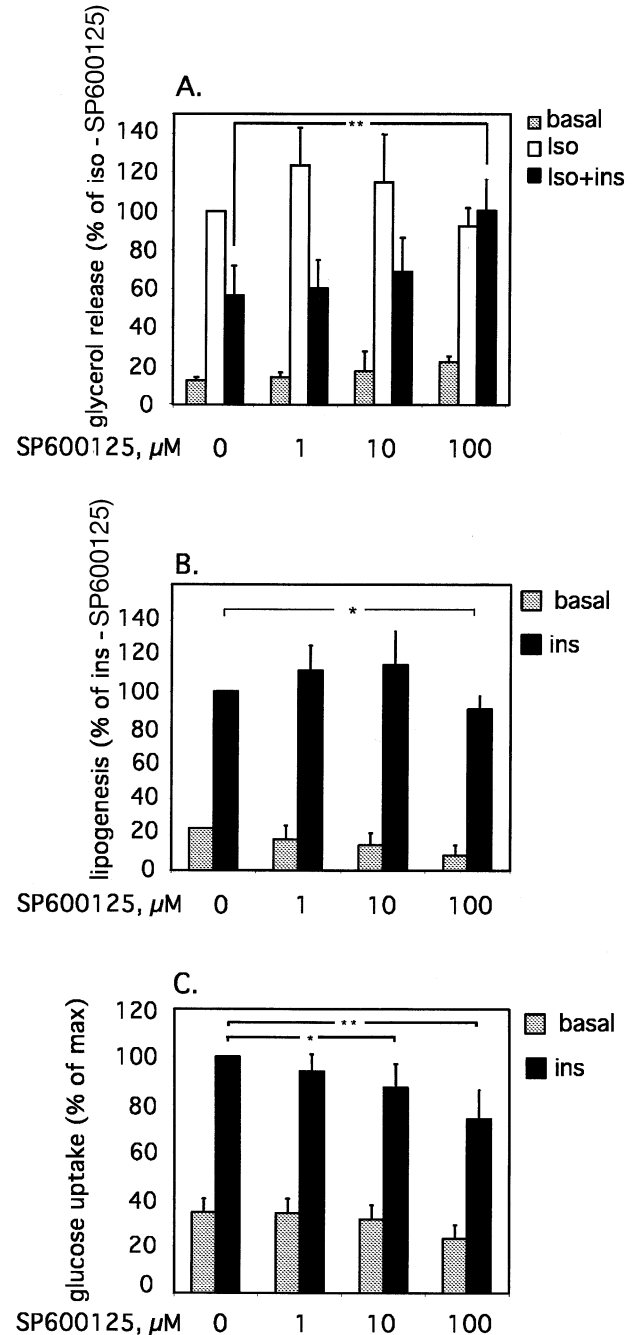 A.
glycerol release (% of iso - SP600125)
140
120
100
80
60
40
20
0
**
basal
Iso
Iso+ins
SP600125, µM 0 1 10 100
B.
lipogenesis (% of ins - SP600125)
140
120
100
80
60
40
20
0
*
basal
ins
SP600125, µM 0 1 10 100
C.
glucose uptake (% of max)
120
100
80
60
40
20
0
**
*
basal
ins
SP600125, µM 0 1 10 100